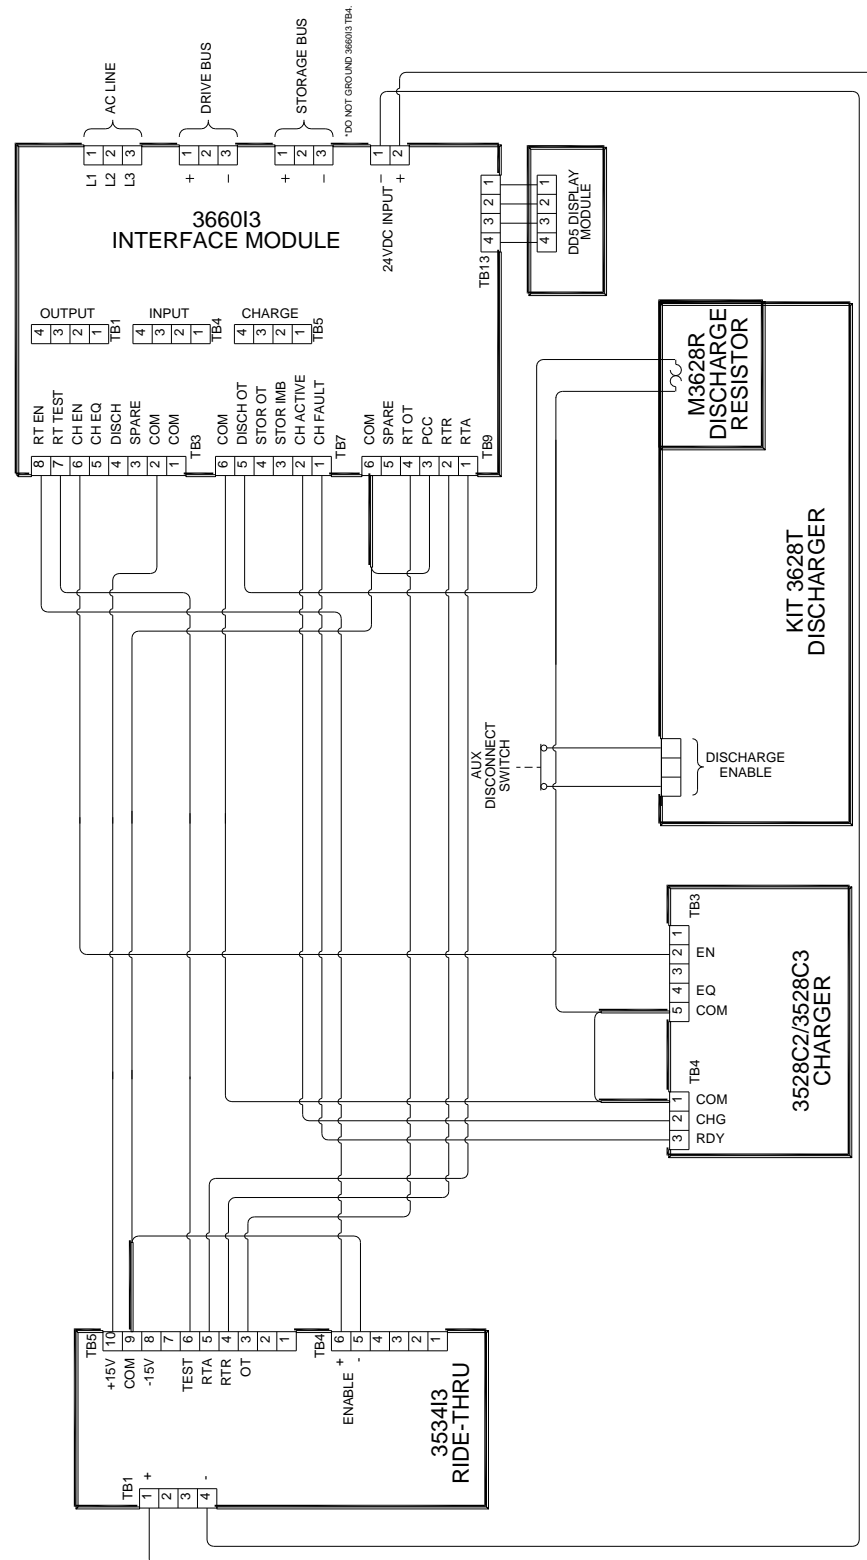 AC LINE
DRIVE BUS
STORAGE BUS
*DO NOT GROUND 3660I3 TB4.
1 2 3
L1 L2 L3
1 2 3
+ -
1 2 3
+ -
1 2
- +
24VDC INPUT
3660I3
INTERFACE MODULE
TB13
1 2 3 4
1 2 3 4
DD5 DISPLAY
MODULE
OUTPUT
4 3 2 1
TB1
INPUT
4 3 2 1
TB4
CHARGE
4 3 2 1
TB5
8 RT EN
7 RT TEST
6 CH EN
5 CH EQ
4 DISCH
3 SPARE
2 COM
1 COM
TB3
6 COM
5 DISCH OT
4 STOR OT
3 STOR IMB
2 CH ACTIVE
1 CH FAULT
TB7
6 COM
5 SPARE
4 RT OT
3 PCC
2 RTR
1 RTA
TB9
M3628R
DISCHARGE
RESISTOR
KIT 3628T
DISCHARGER
AUX
DISCONNECT
SWITCH
DISCHARGE
ENABLE
TB3
1
2 EN
3
4 EQ
5 COM
TB4
1 COM
2 CHG
3 RDY
3528C2/3528C3
CHARGER
TB5
10 +15V
9 COM
8 -15V
7
6 TEST
5 RTA
4 RTR
3 OT
2
1
TB4
6 +
ENABLE
5 -
4
3
2
1
3534I3
RIDE-THRU
TB1
1 +
2
3
4 -